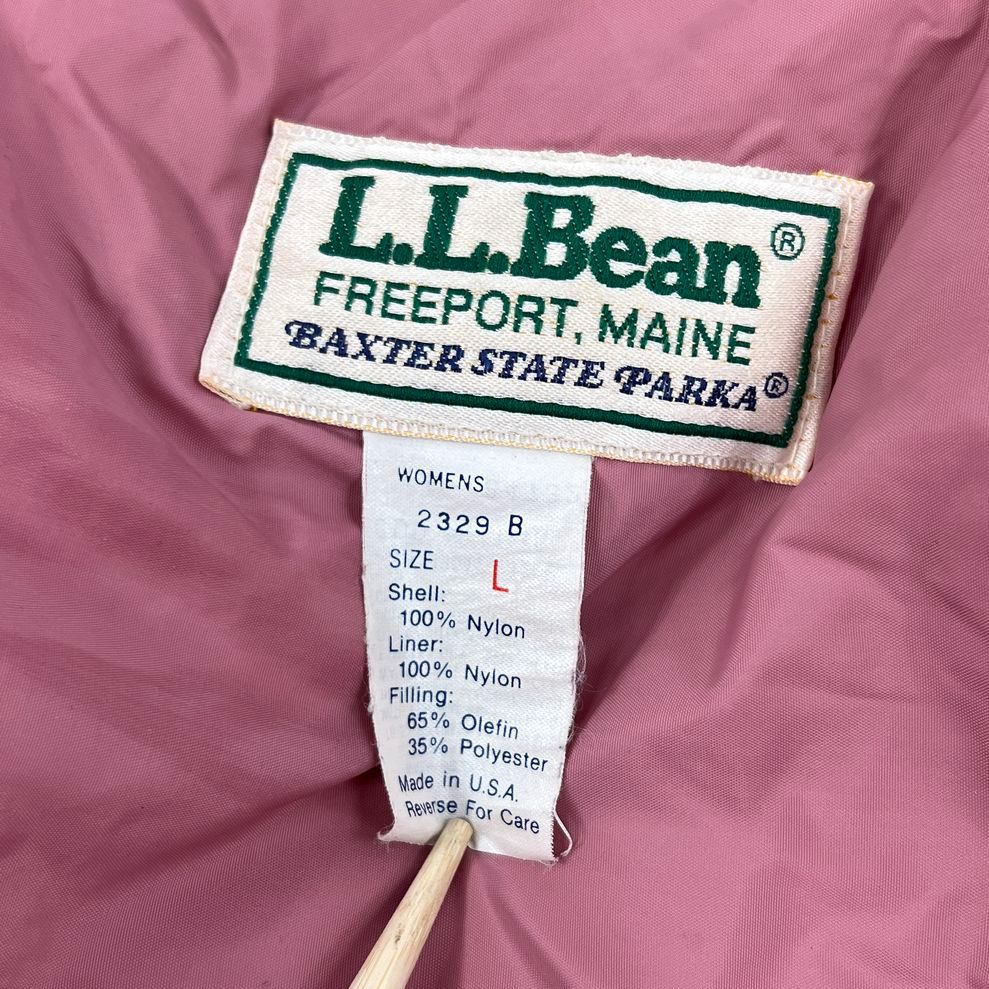 L.L.Bean®
FREEPORT, MAINE
BAXTER STATE PARKA®
WOMENS
2329 B
SIZE L
Shell:
100% Nylon
Liner:
100% Nylon
Filling:
65% Olefin
35% Polyester
Made in U.S.A.
Reverse For Care